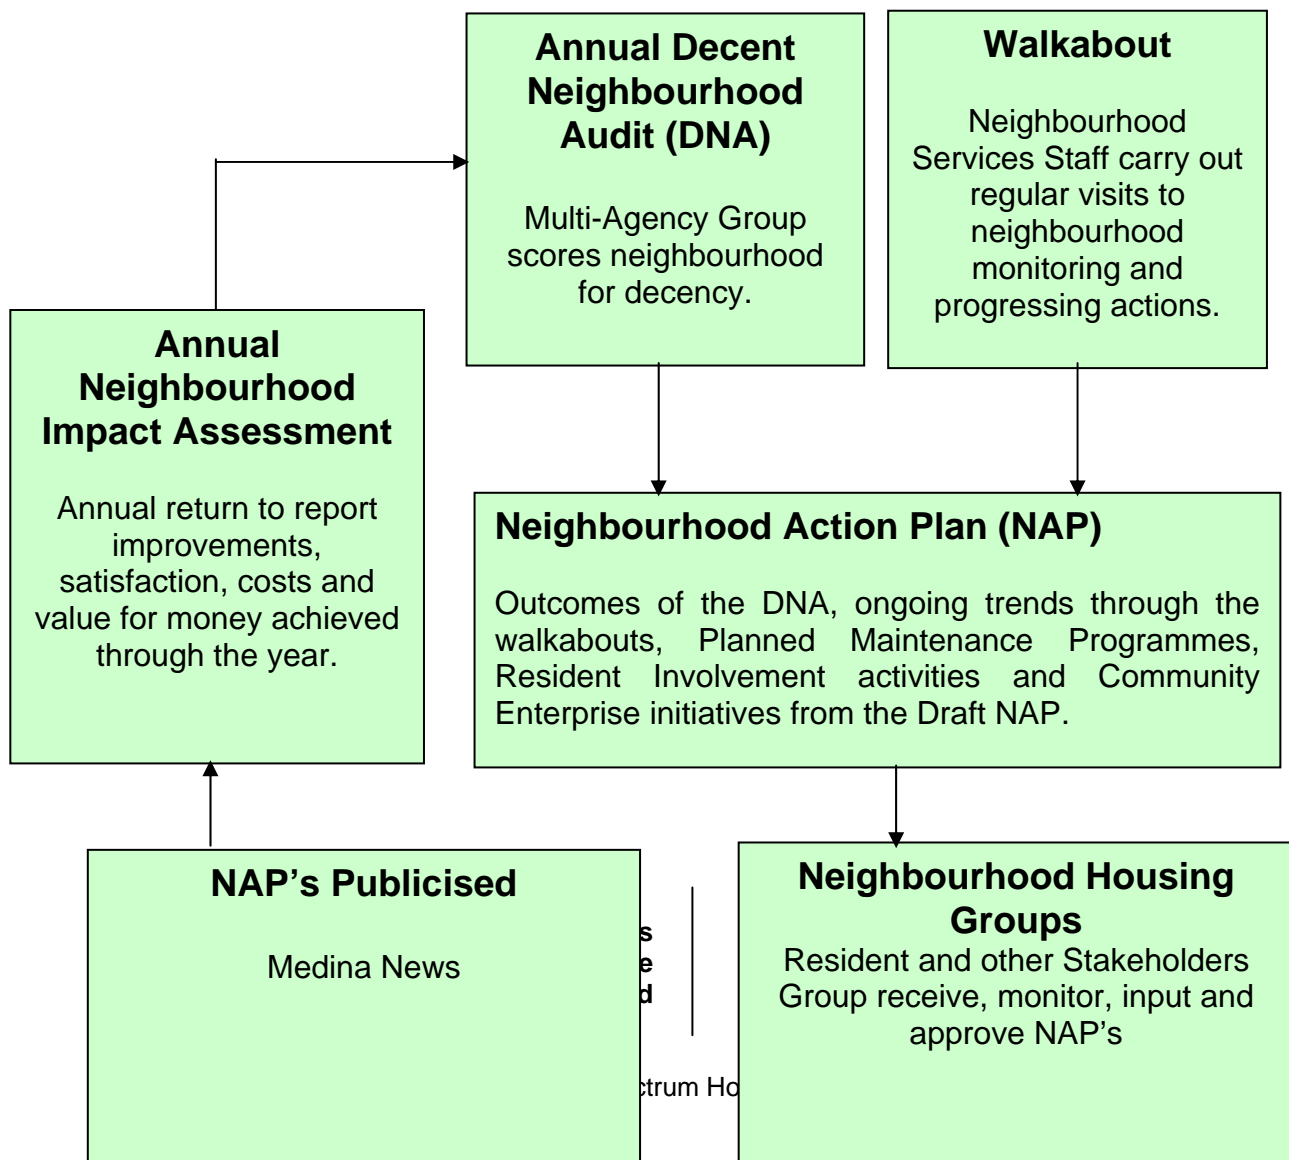 Annual Decent
Neighbourhood
Audit (DNA)
Multi-Agency Group
scores neighbourhood
for decency.
Walkabout
Neighbourhood
Services Staff carry out
regular visits to
neighbourhood
monitoring and
progressing actions.
Annual
Neighbourhood
Impact Assessment
Annual return to report
improvements,
satisfaction, costs and
value for money achieved
through the year.
Neighbourhood Action Plan (NAP)
Outcomes of the DNA, ongoing trends through the
walkabouts, Planned Maintenance Programmes,
Resident Involvement activities and Community
Enterprise initiatives from the Draft NAP.
NAP's Publicised
Medina News
Neighbourhood Housing
Groups
Resident and other Stakeholders
Group receive, monitor, input and
approve NAP's